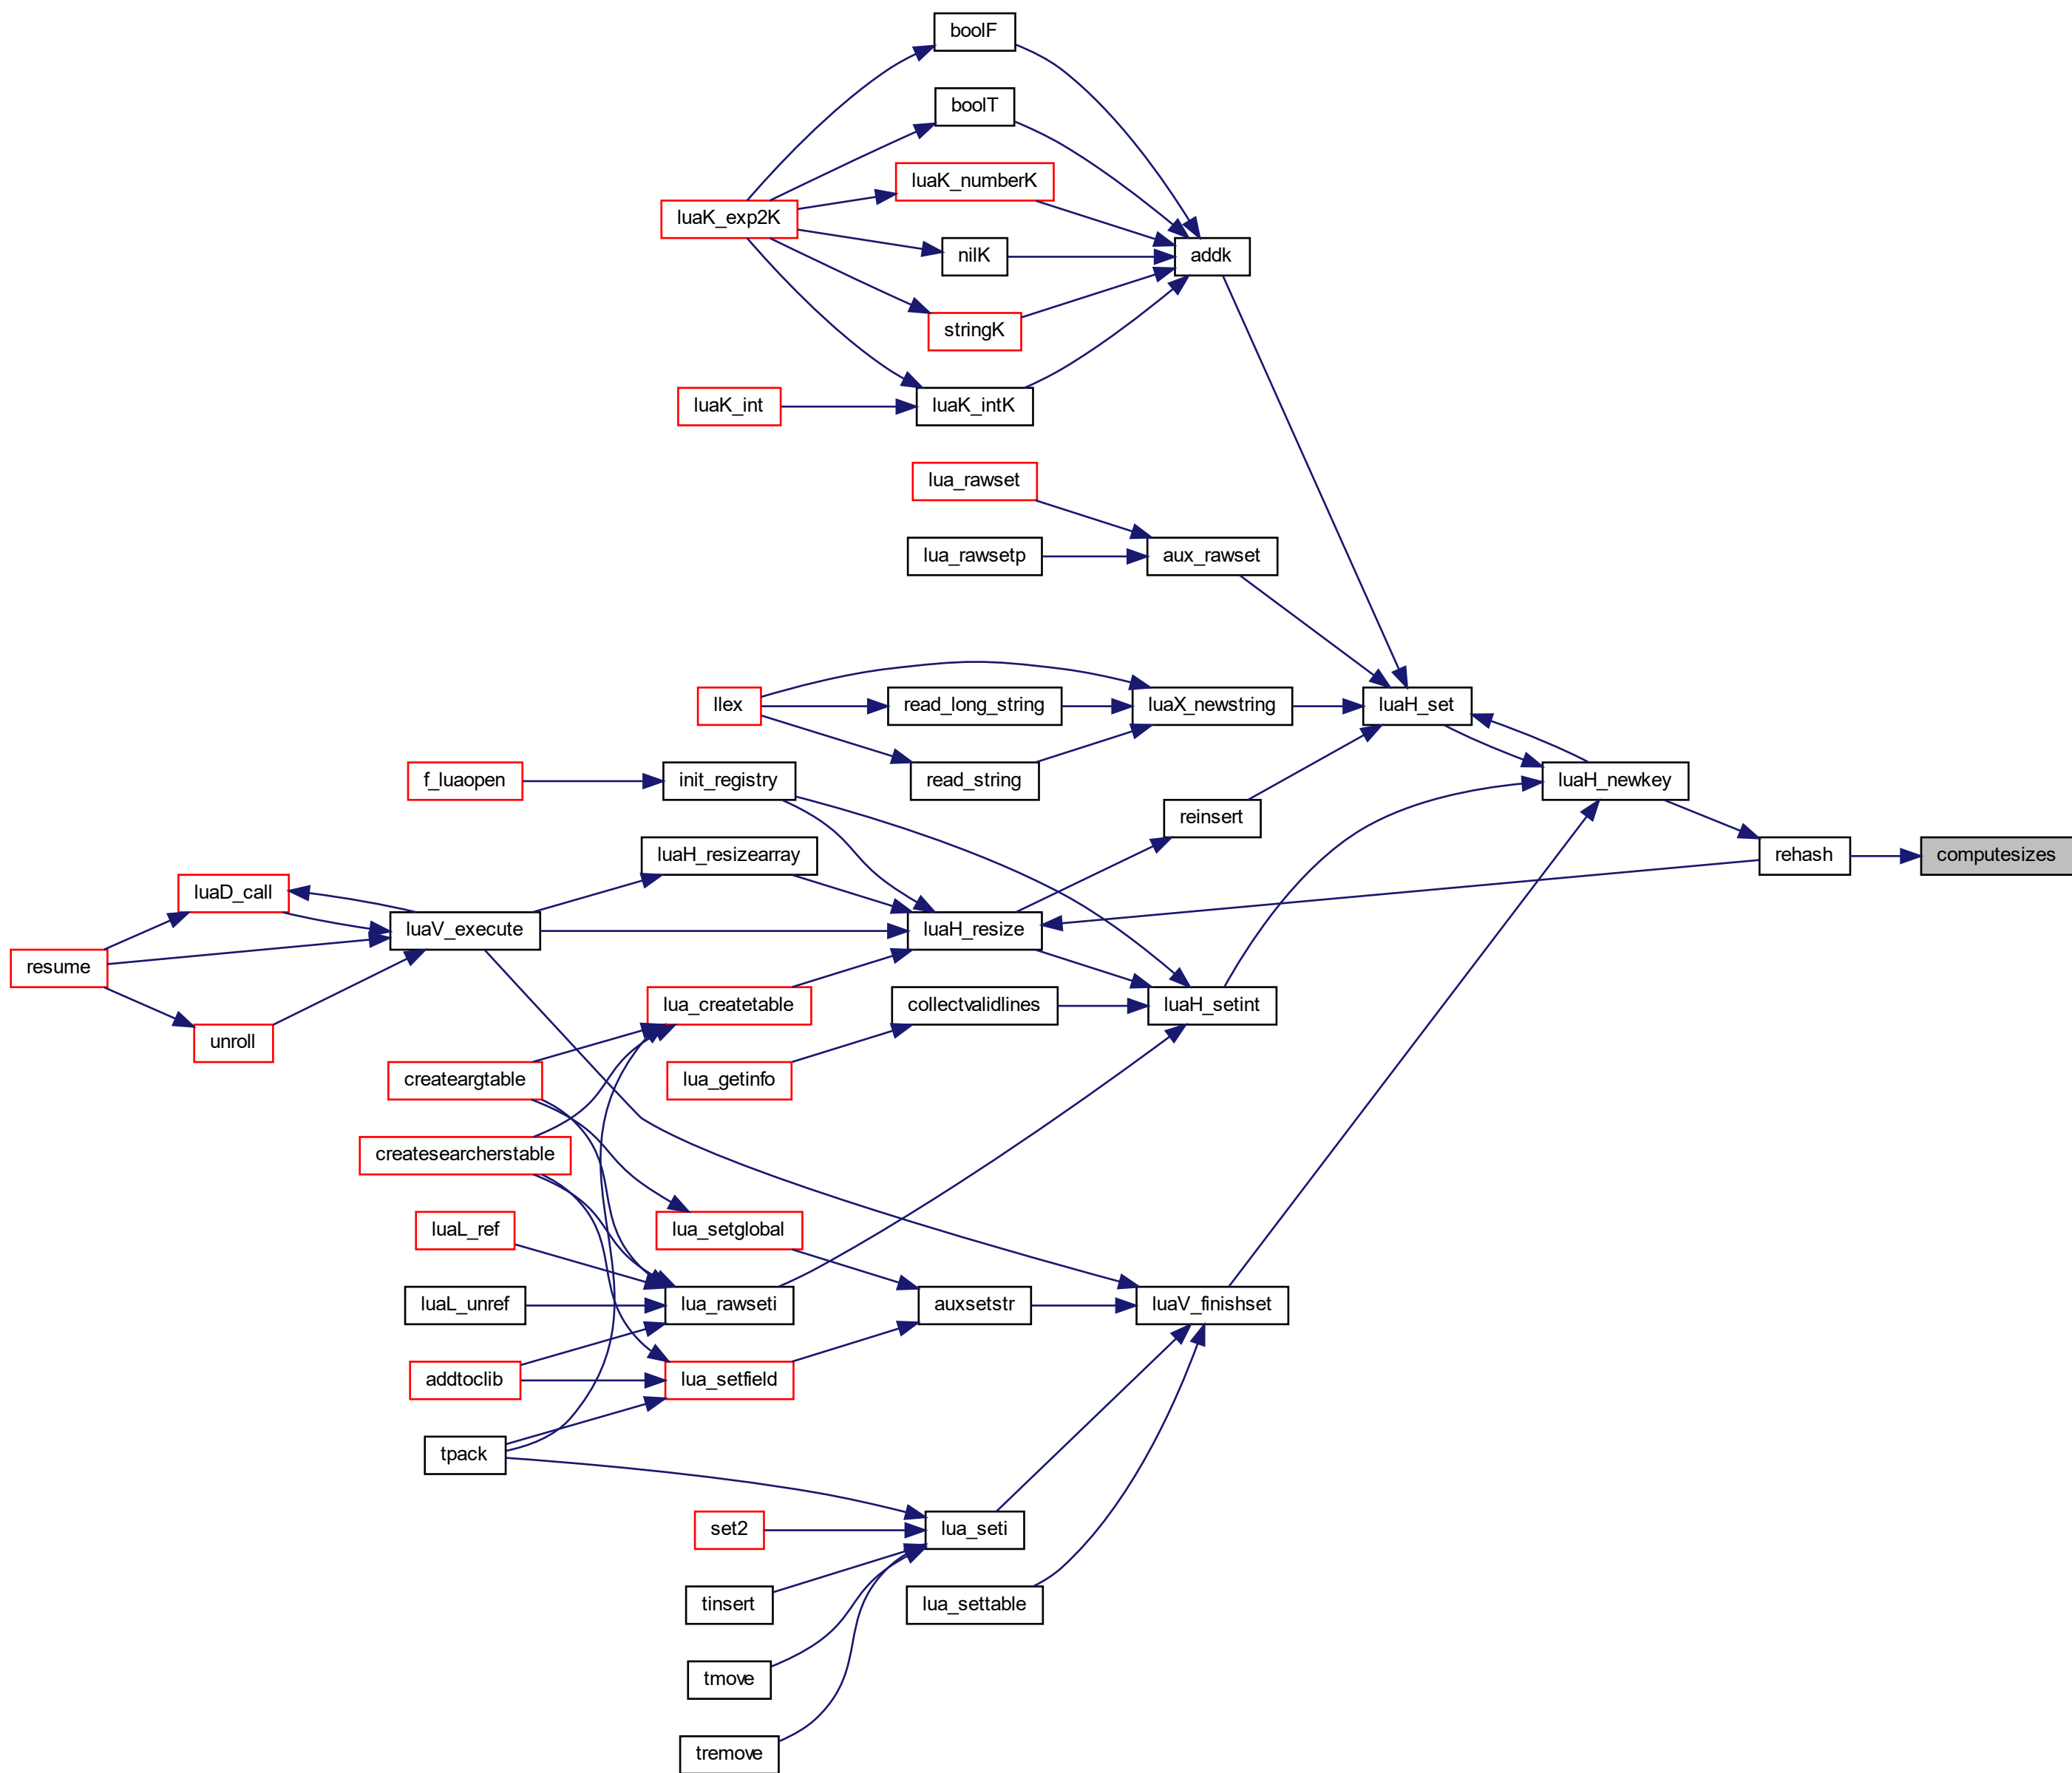 boolF
boolT
luaK_numberK
luaK_exp2K
nilK
addk
stringK
luaK_int
luaK_intK
lua_rawset
lua_rawsetp
aux_rawset
llex
read_long_string
luaX_newstring
luaH_set
f_luaopen
init_registry
read_string
luaH_newkey
reinsert
luaH_resizearray
rehash
computesizes
luaD_call
luaV_execute
luaH_resize
resume
lua_createtable
collectvalidlines
luaH_setint
unroll
createargtable
lua_getinfo
createsearcherstable
luaL_ref
lua_setglobal
luaL_unref
lua_rawseti
auxsetstr
luaV_finishset
addtoclib
lua_setfield
tpack
set2
lua_seti
tinsert
lua_settable
tmove
tremove